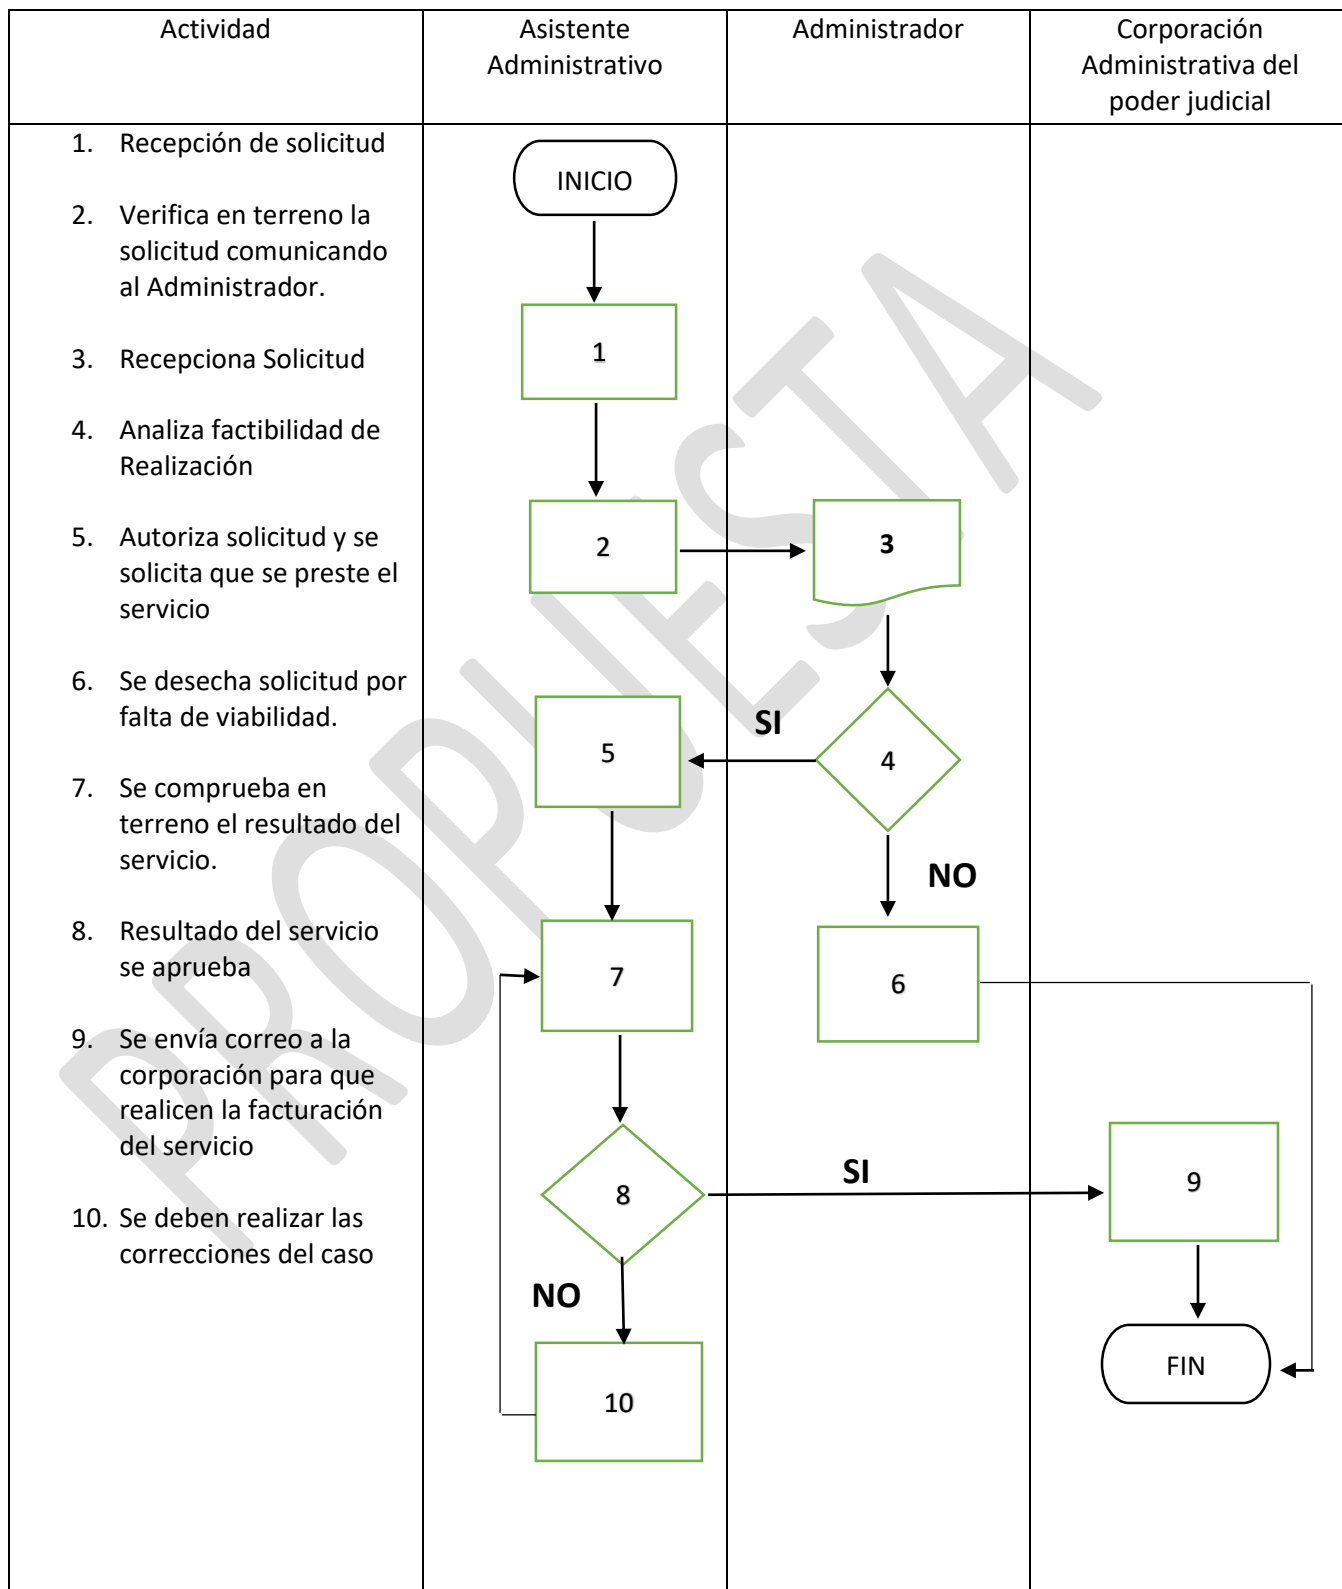 Actividad
Asistente
Administrativo
Administrador
Corporación
Administrativa del
poder judicial
1. Recepción de solicitud
2. Verifica en terreno la
solicitud comunicando
al Administrador.
3. Recepciona Solicitud
4. Analiza factibilidad de
Realización
5. Autoriza solicitud y se
solicita que se preste el
servicio
6. Se desecha solicitud por
falta de viabilidad.
7. Se comprueba en
terreno el resultado del
servicio.
8. Resultado del servicio
se aprueba
9. Se envía correo a la
corporación para que
realicen la facturación
del servicio
10. Se deben realizar las
correcciones del caso
INICIO
1
2
3
SI
5
4
NO
7
6
8
SI
9
NO
10
FIN
PROPUESTA